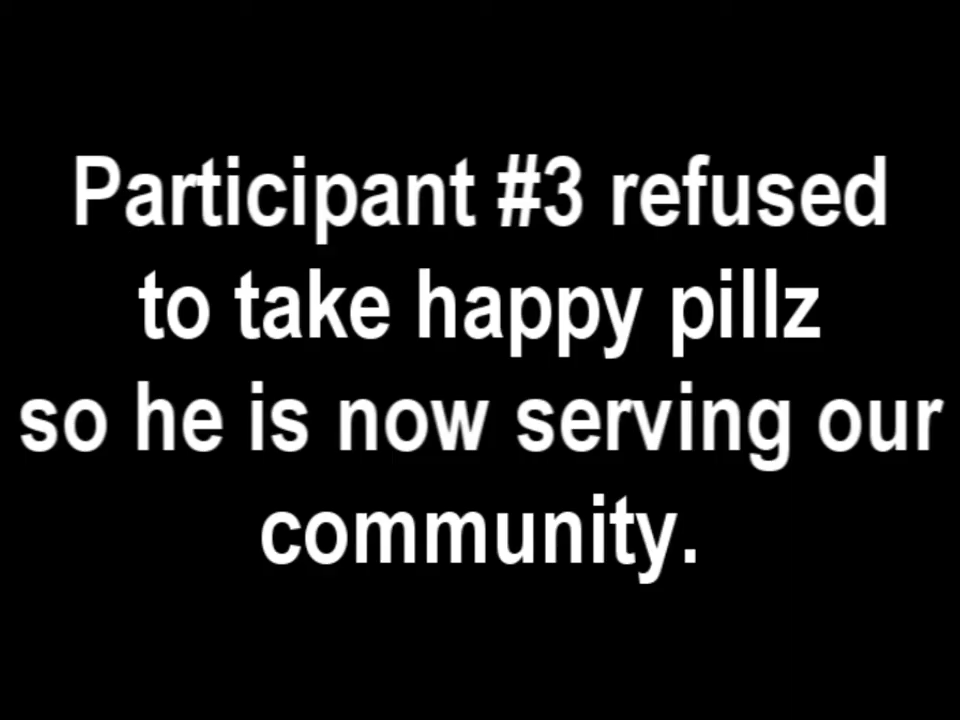 Participant #3 refused
to take happy pillz
so he is now serving our
community.